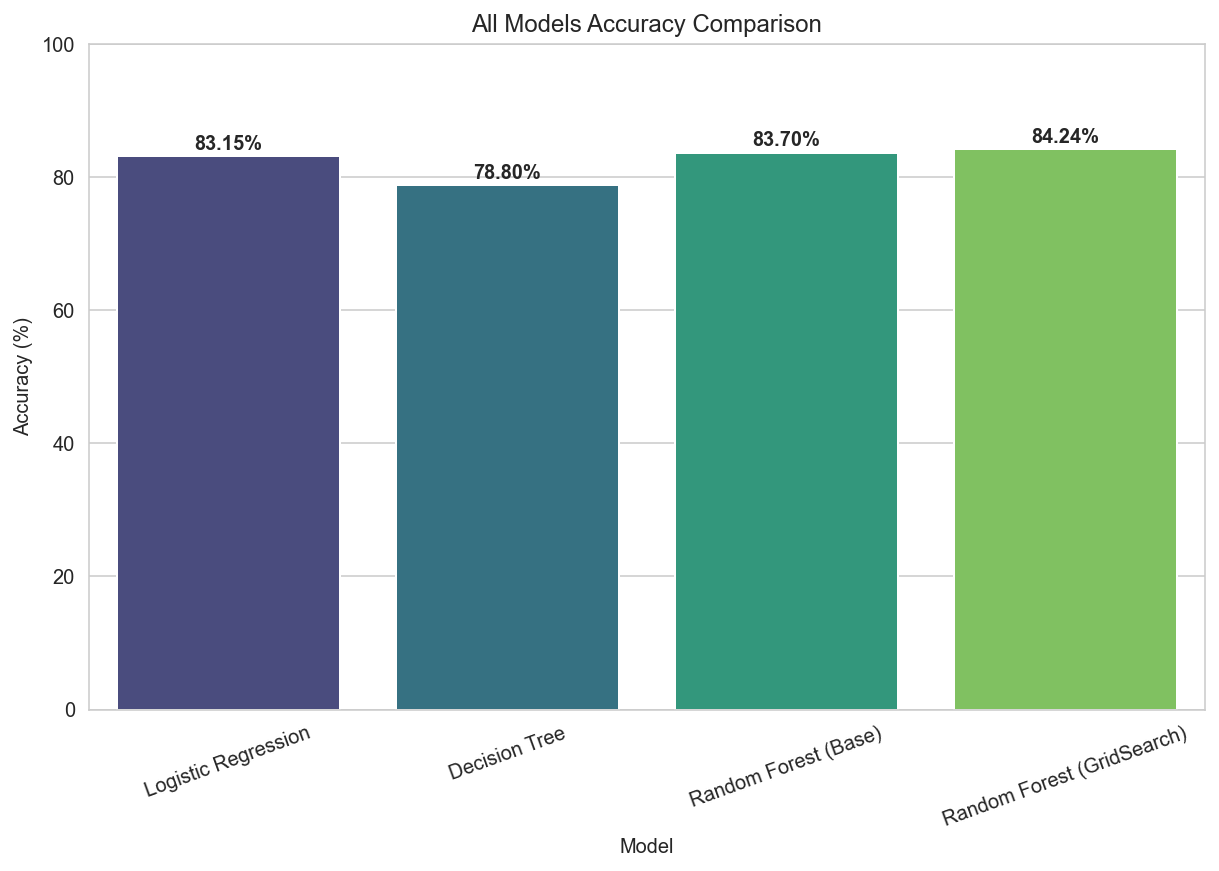 All Models Accuracy Comparison
Accuracy (%)
100
80
60
40
20
0
83.15%
78.80%
83.70%
84.24%
Logistic Regression
Decision Tree
Random Forest (Base)
Random Forest (GridSearch)
Model